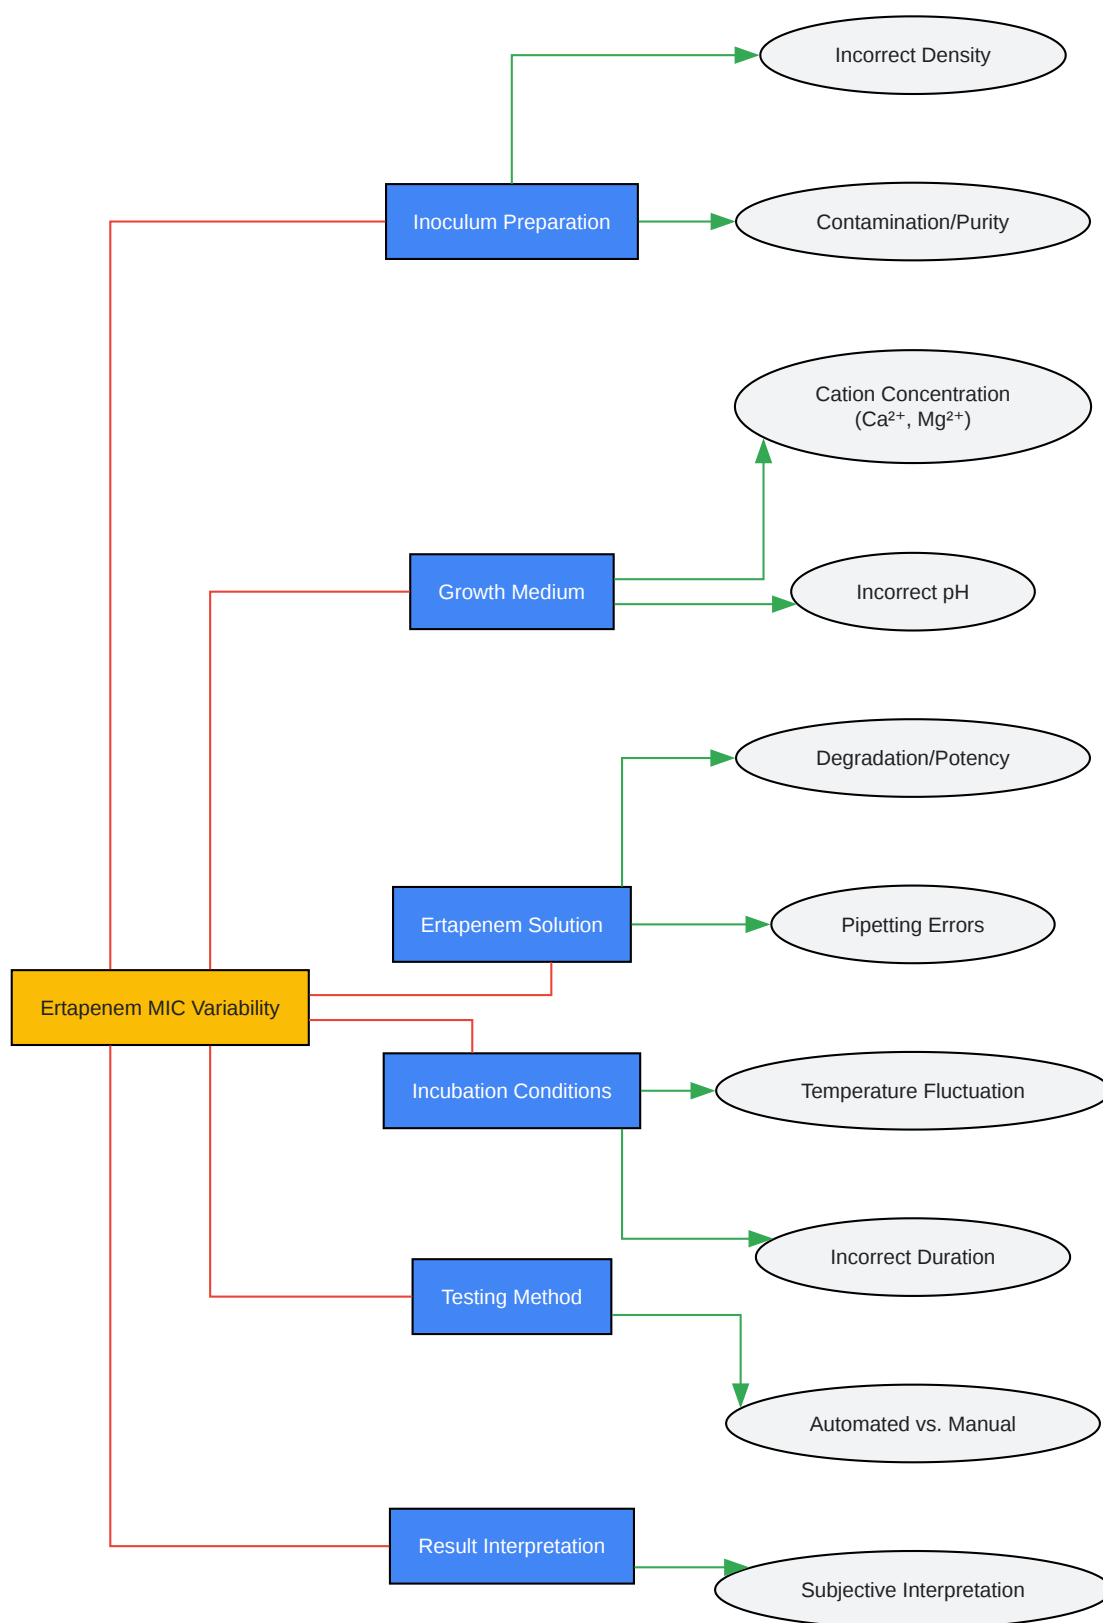 Incorrect Density
Inoculum Preparation
Contamination/Purity
Cation Concentration
(Ca²⁺, Mg²⁺)
Growth Medium
Incorrect pH
Degradation/Potency
Ertapenem Solution
Pipetting Errors
Ertapenem MIC Variability
Incubation Conditions
Temperature Fluctuation
Incorrect Duration
Testing Method
Automated vs. Manual
Result Interpretation
Subjective Interpretation